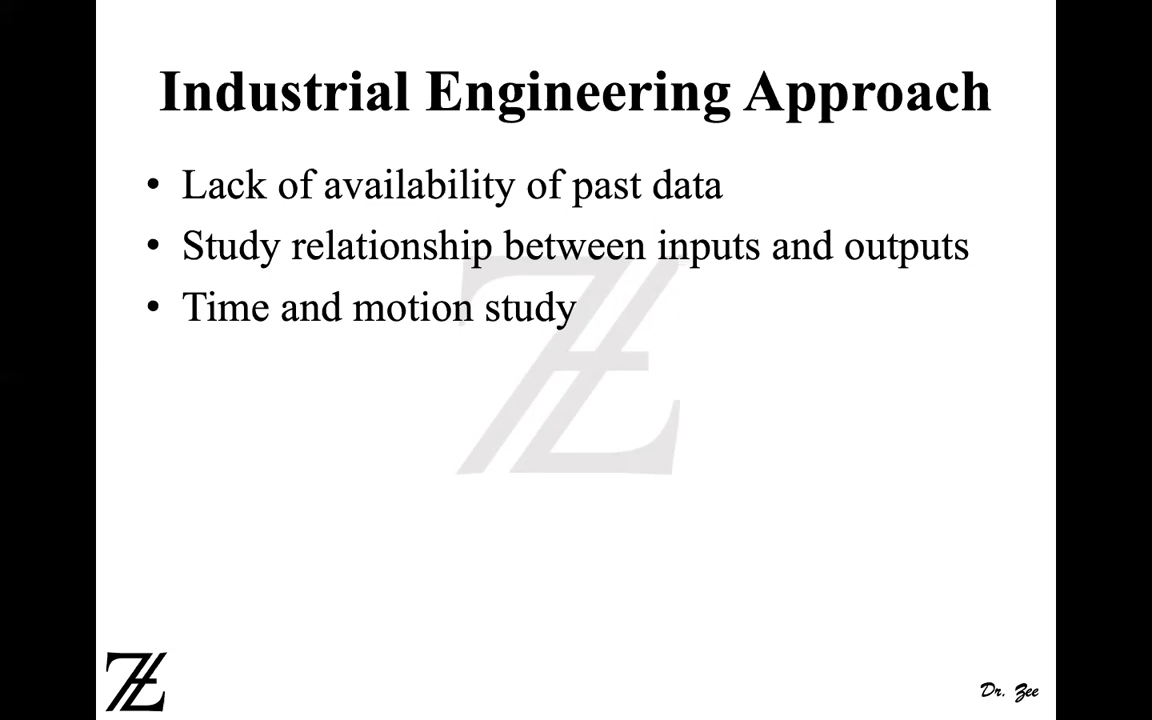 Industrial Engineering Approach
• Lack of availability of past data
• Study relationship between inputs and outputs
• Time and motion study
Dr. Zee